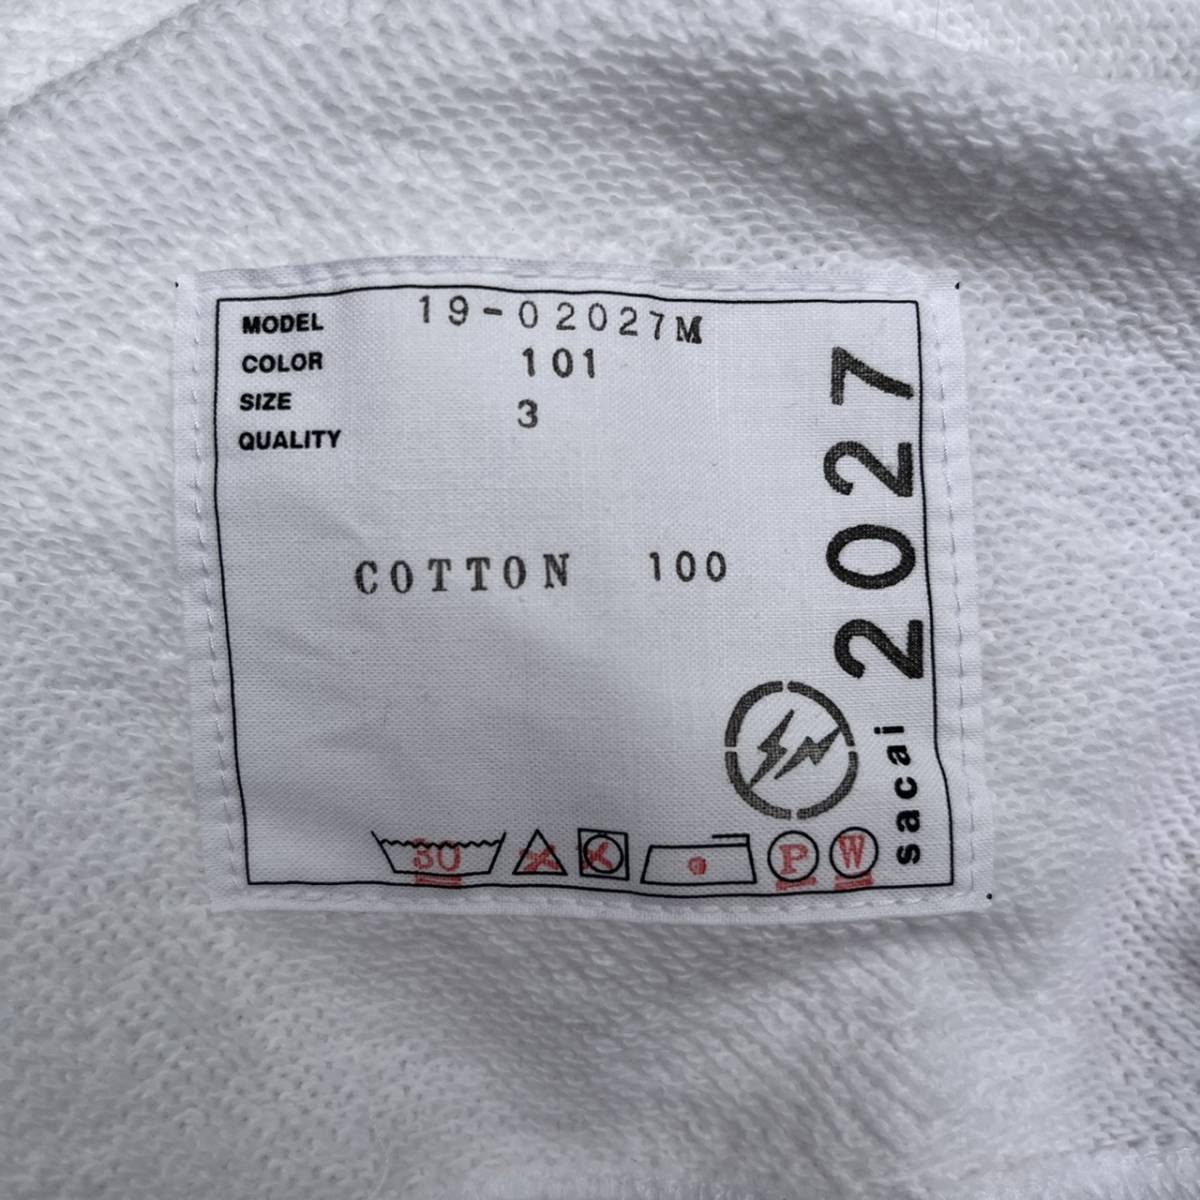 MODEL 19-02027M
COLOR 101
SIZE 3
QUALITY
COTTON 100
2027
sacai
30
P
W